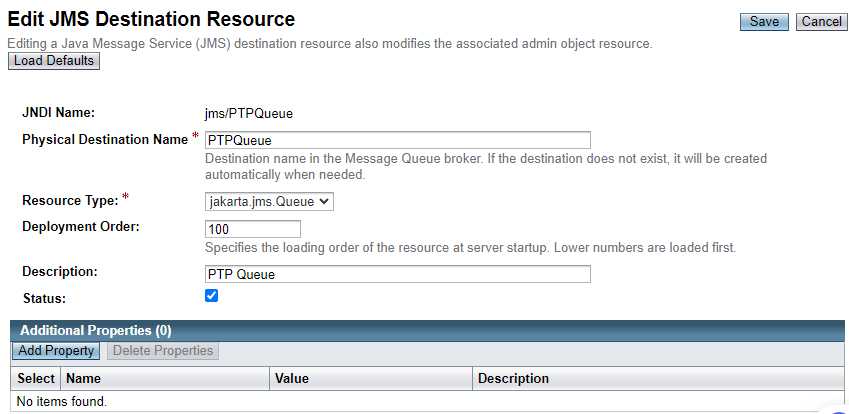 Edit JMS Destination Resource
Save Cancel
Editing a Java Message Service (JMS) destination resource also modifies the associated admin object resource.
Load Defaults
JNDI Name: jms/PTPQueue
Physical Destination Name * PTPQueue
Destination name in the Message Queue broker. If the destination does not exist, it will be created
automatically when needed.
Resource Type: * jakarta.jms.Queue
Deployment Order: 100
Specifies the loading order of the resource at server startup. Lower numbers are loaded first.
Description: PTP Queue
Status:
Additional Properties (0)
Add Property Delete Properties
Select Name Value Description
No items found.